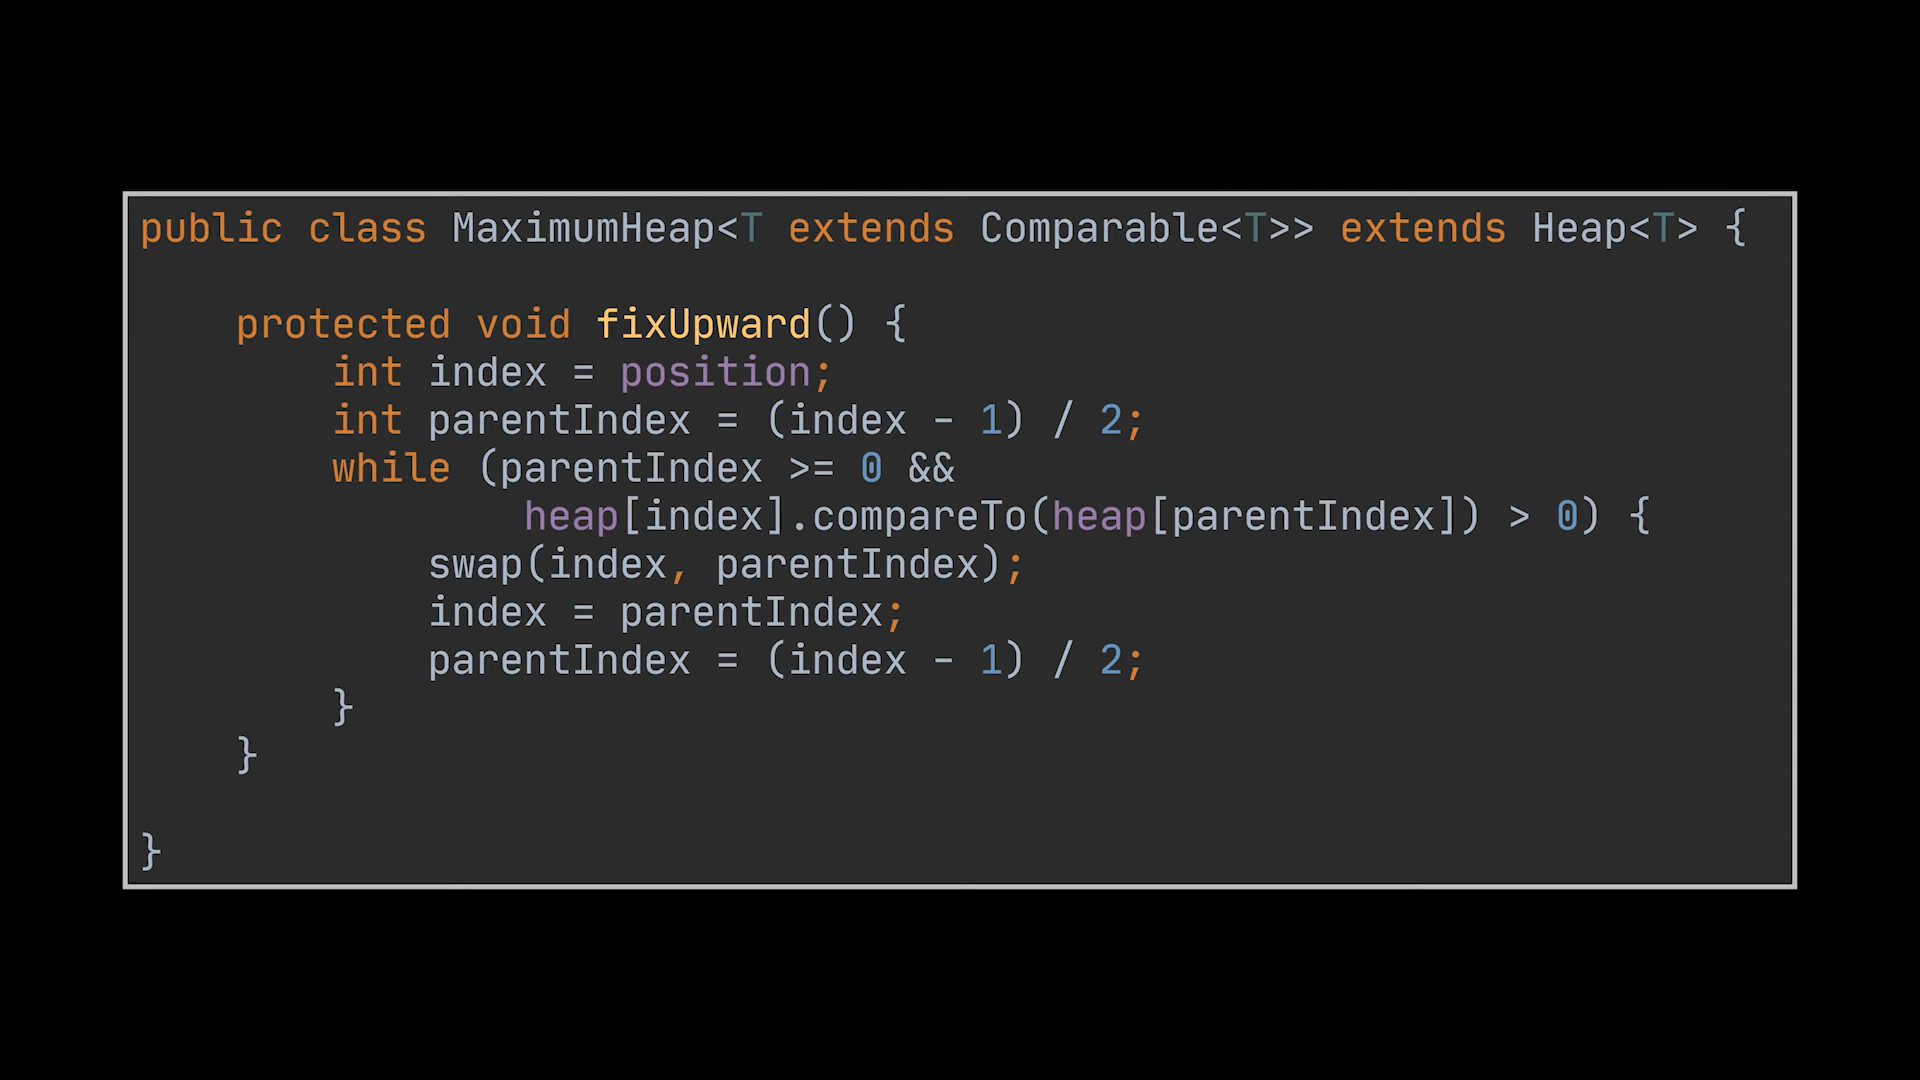 public class MaximumHeap<T extends Comparable<T>> extends Heap<T> {
protected void fixUpward() {
int index = position;
int parentIndex = (index - 1) / 2;
while (parentIndex >= 0 &&
heap[index].compareTo(heap[parentIndex]) > 0) {
swap(index, parentIndex);
index = parentIndex;
parentIndex = (index - 1) / 2;
}
}
}